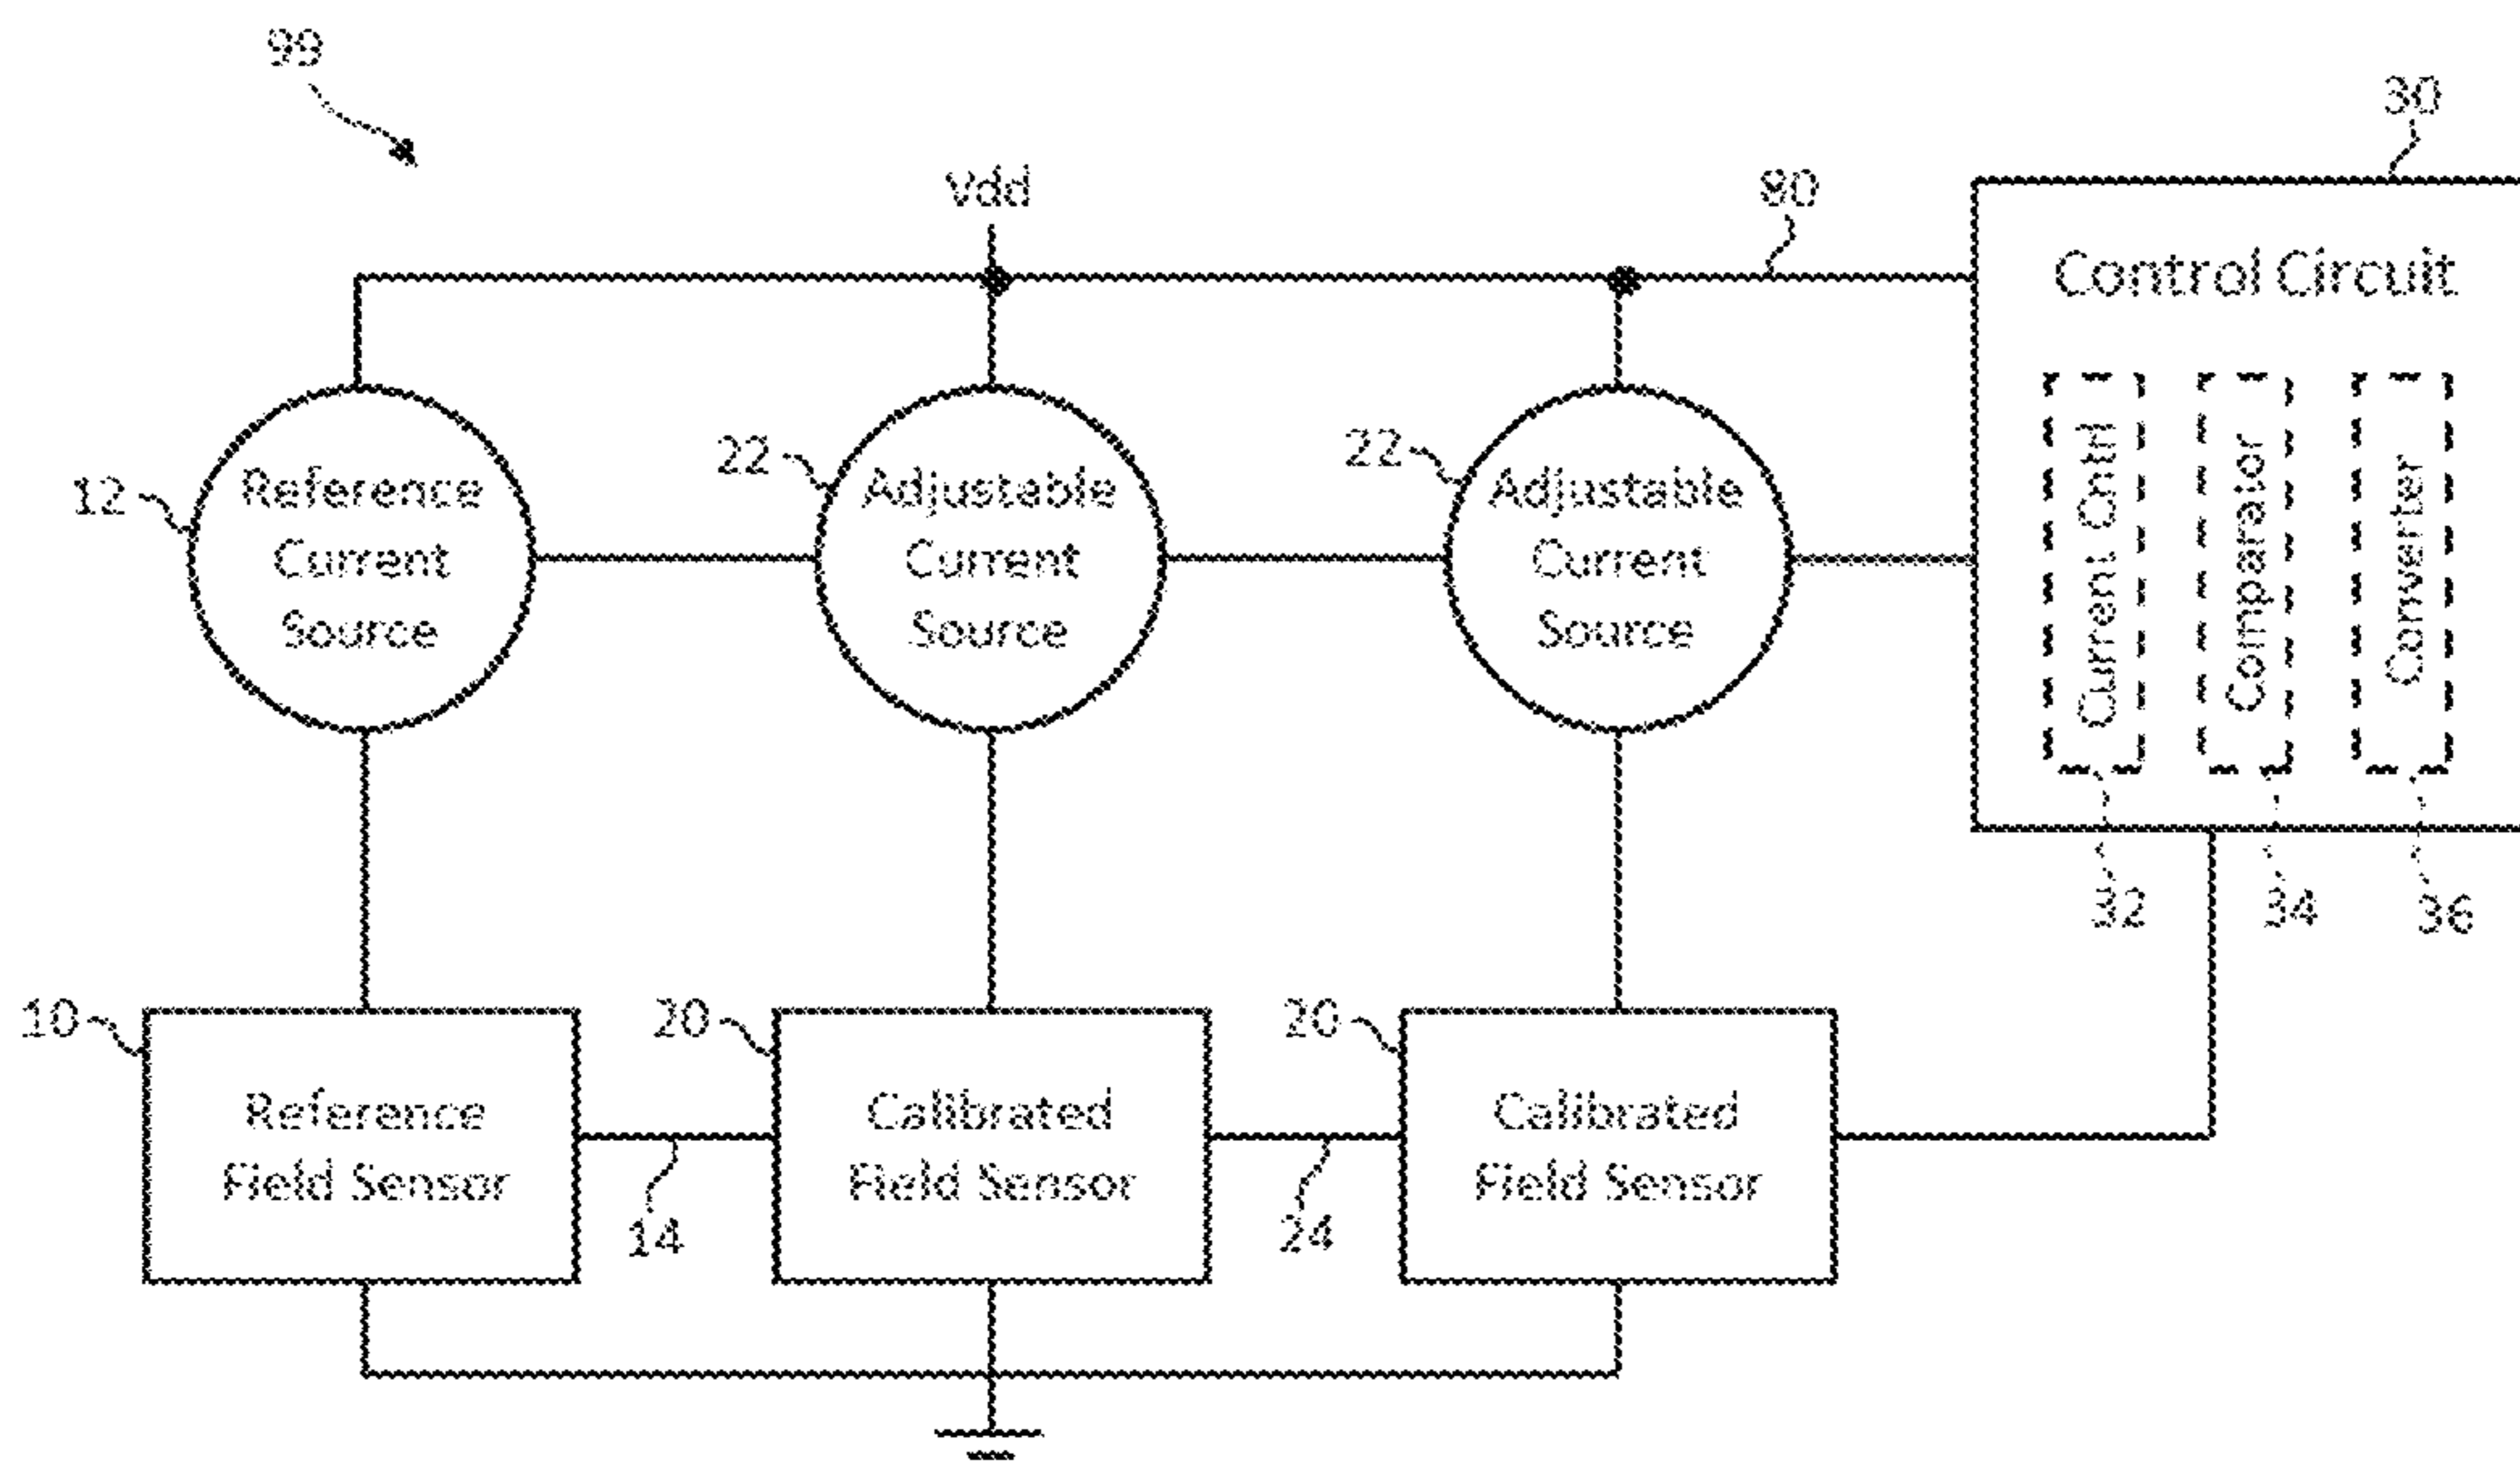 99
30
Vdd
90
Control Circuit
12
Reference
Current
Source
22
Adjustable
Current
Source
22
Adjustable
Current
Source
Current Cntrl
Comparator
Converter
32
34
36
10
Reference
Field Sensor
14
20
Calibrated
Field Sensor
24
20
Calibrated
Field Sensor